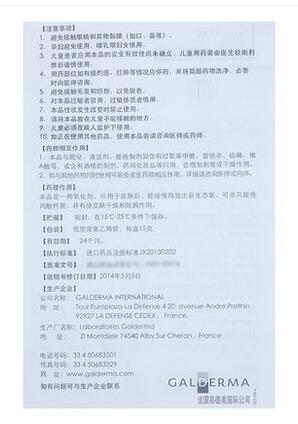 【注意事项】
1. 避免接触眼睛和其他黏膜（如口、鼻等）。
2. 孕妇避免使用，哺乳期妇女慎用。
3. 儿童患者应用本品的安全有效性尚未确立。儿童用药需由医生权衡利
弊后谨慎使用。
4. 用药部位如有烧灼感、红肿等情况应停药，并将局部药物洗净，必要
时向医师咨询。
5. 避免接触毛发和织物，以免脱色。
6. 对本品过敏者禁用，过敏体质者慎用。
7. 本品性状发生改变时禁止使用。
8. 请将本品放在儿童不能接触的地方。
9. 儿童必须在成人监护下使用。
10. 如正在使用其他药品，使用本品前请咨询医师或药师。
【药物相互作用】
1. 本品与肥皂、清洁剂、痤疮制剂如含有过氧苯甲酰、雷锁辛、硫磺、维
A酸等，或含有酒精的制剂、药用化妆品等同用，会增加刺激或干燥作用。
2. 如与其他药物同时使用可能会发生药物相互作用，详情请咨询医师或药师。
【药理作用】
本品是一种氧化剂，外用于皮肤后，能缓慢释放出新生态氧，可杀灭痤疮
丙酸杆菌，并有使皮肤干燥和脱屑作用。
【贮藏】 密封，在15℃-25℃条件下保存。
【包装】 低密度聚乙烯管，每盒15克
【有效期】 24个月。
【执行标准】 进口药品注册标准JX20130202
【批准文号】
【说明书修订日期】2014年5月5日
【生产企业】
公司名称： GALDERMA INTERNATIONAL
地 址： Tour Europlaza-La Défense 4 20, avenue Andre Prothin
92927 LA DEFENSE CEDEX, France
生产厂名称： Laboratoires Galderma
地 址： ZI Montdesir 74540 Alby Sur Cheran, France
电话号码: 33 4 50683501
传真号码: 33 4 50683329
网 址: www.galderma.com
如有问题可与生产企业联系
GALDERMA
法国高德美国际公司